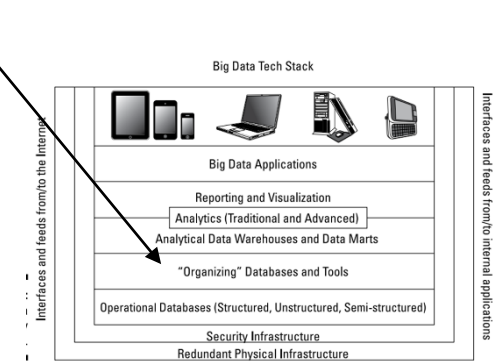 Big Data Tech Stack
Interfaces and feeds from/to the Internet
Interfaces and feeds from/to internal applications
Big Data Applications
Reporting and Visualization
Analytics (Traditional and Advanced)
Analytical Data Warehouses and Data Marts
“Organizing” Databases and Tools
Operational Databases (Structured, Unstructured, Semi-structured)
Security Infrastructure
Redundant Physical Infrastructure